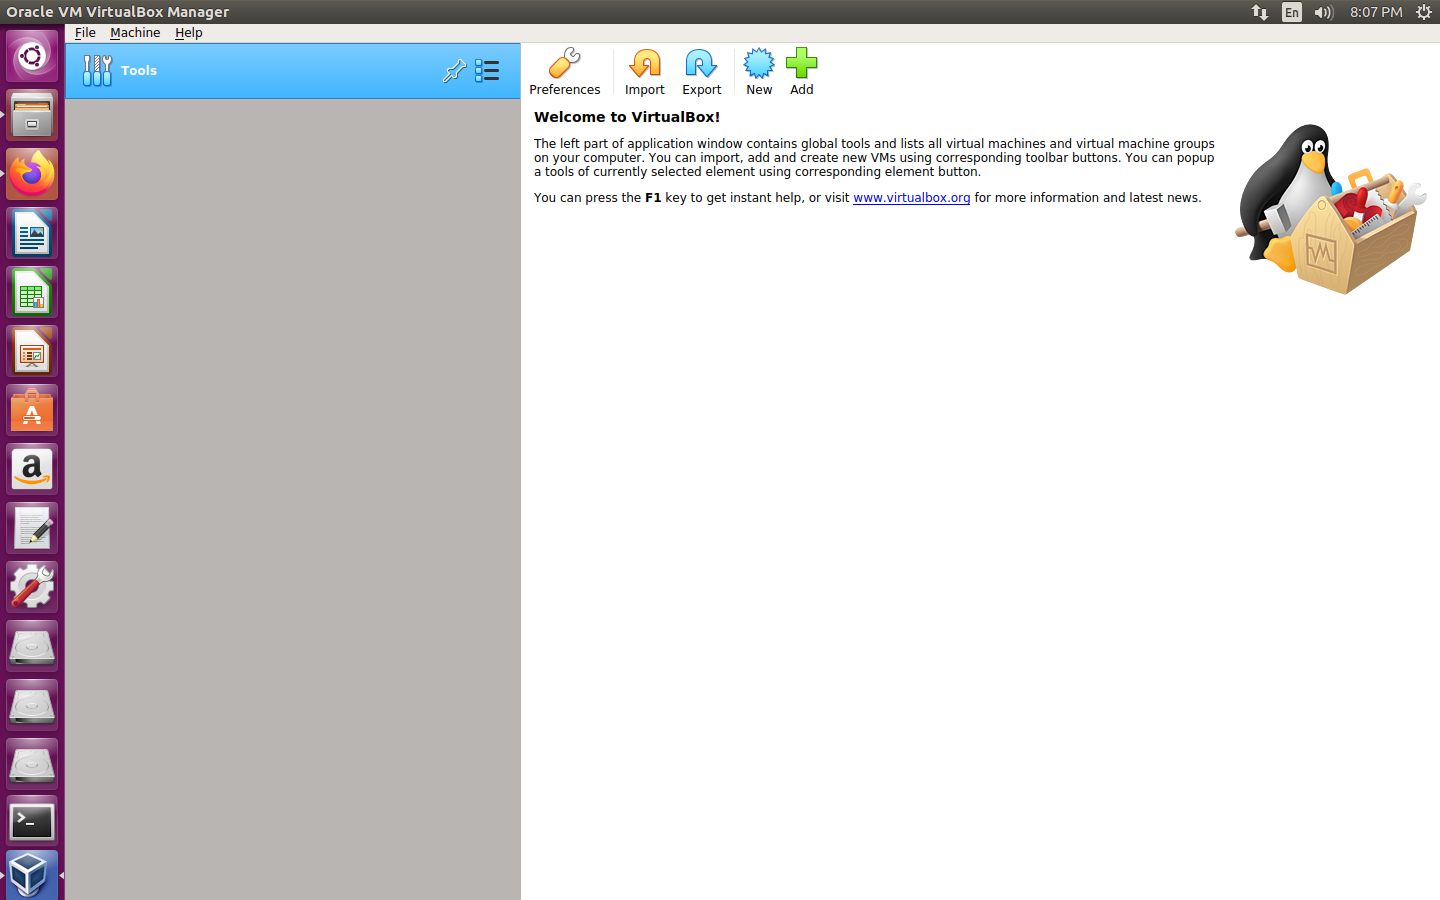 Oracle VM VirtualBox Manager
En
8:07 PM
File Machine Help
Tools
Preferences
Import
Export
New
Add
Welcome to VirtualBox!
The left part of application window contains global tools and lists all virtual machines and virtual machine groups
on your computer. You can import, add and create new VMs using corresponding toolbar buttons. You can popup
a tools of currently selected element using corresponding element button.
You can press the F1 key to get instant help, or visit www.virtualbox.org for more information and latest news.